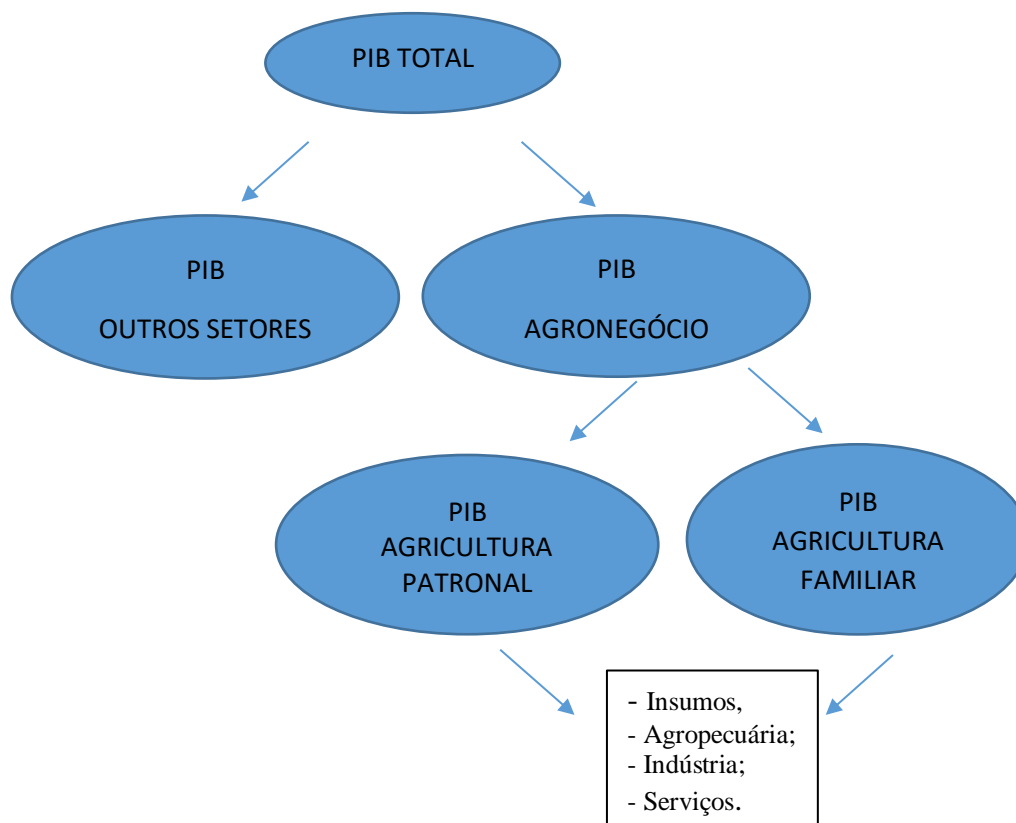 PIB TOTAL
PIB
OUTROS SETORES
PIB
AGRONEGÓCIO
PIB
AGRICULTURA
PATRONAL
PIB
AGRICULTURA
FAMILIAR
- Insumos,
- Agropecuária;
- Indústria;
- Serviços.